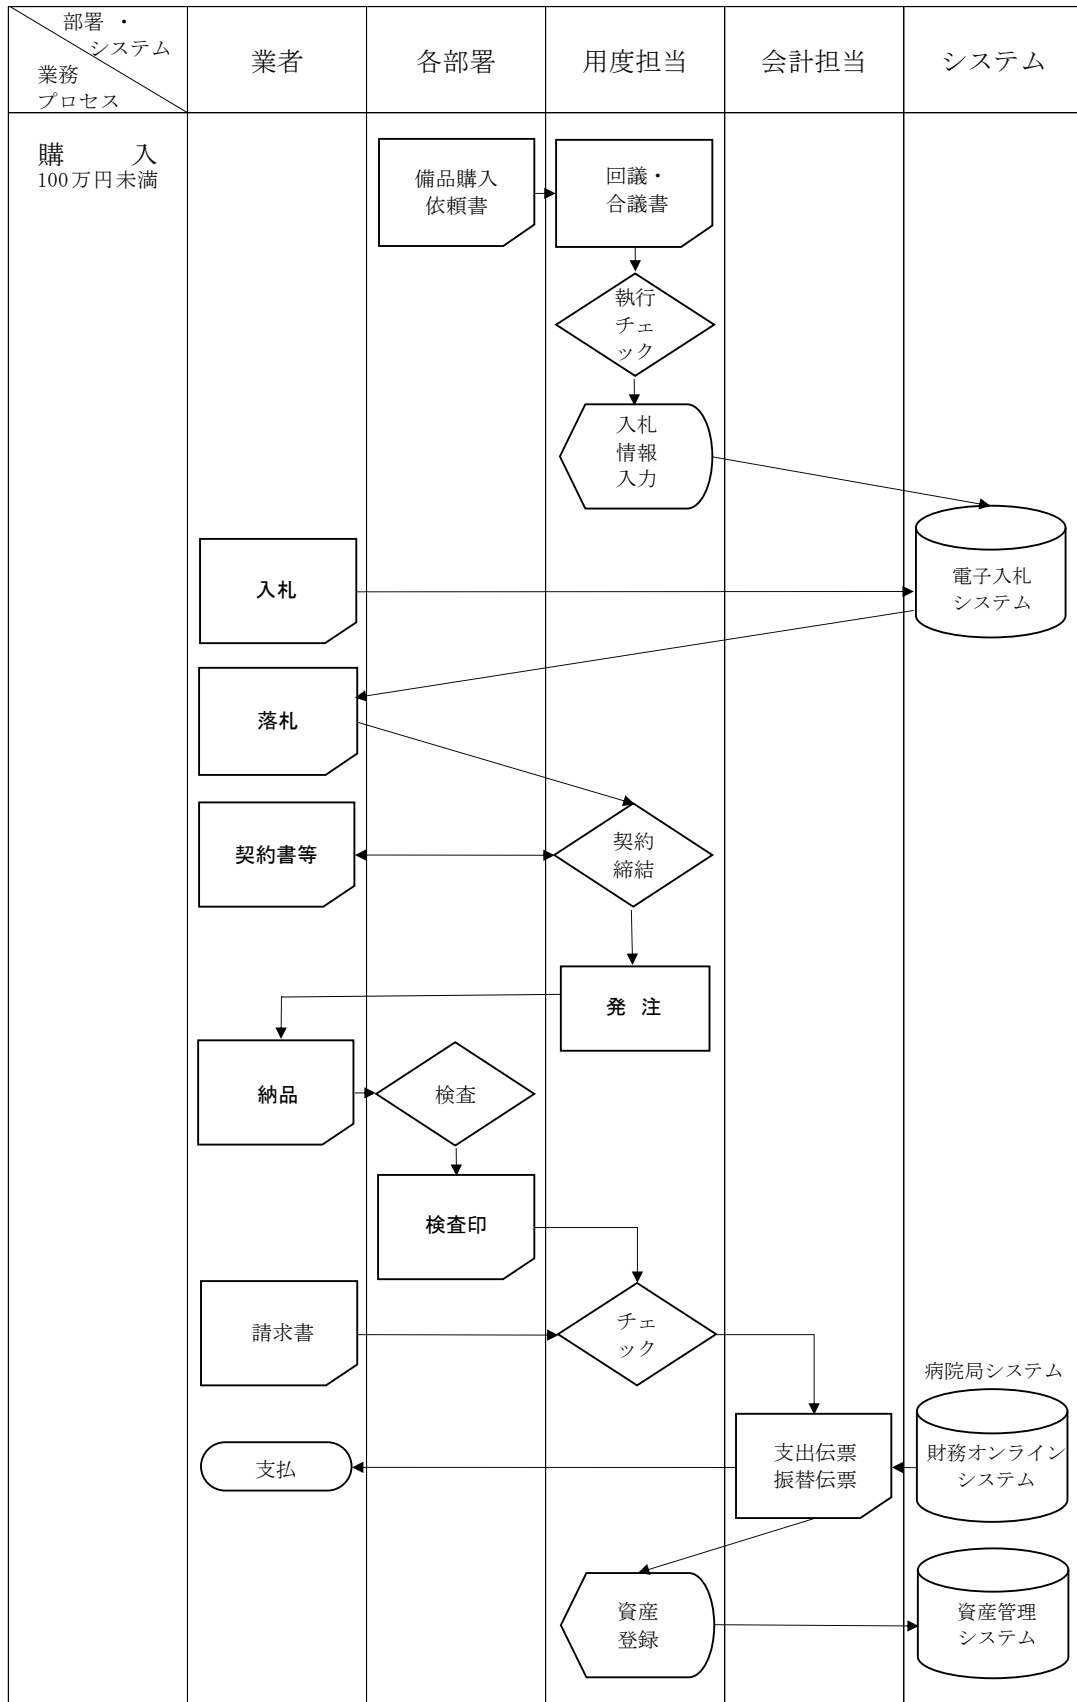 部署 ・
システム
業務
プロセス
業者
各部署
用度担当
会計担当
システム
購 入
100万円未満
備品購入
依頼書
回議・
合議書
執行
チェ
ック
入札
情報
入力
電子入札
システム
入札
落札
契約書等
契約
締結
発 注
納品
検査
検査印
請求書
チェ
ック
病院局システム
支出伝票
振替伝票
財務オンライン
システム
支払
資産
登録
資産管理
システム